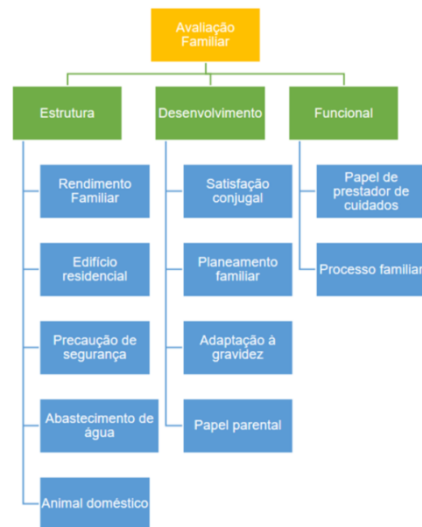 Avaliação
Familiar
Estrutura
Desenvolvimento
Funcional
Rendimento
Familiar
Satisfação
conjugal
Papel de
prestador de
cuidados
Edifício
residencial
Planeamento
familiar
Processo familiar
Precaução de
segurança
Adaptação à
gravidez
Abastecimento de
água
Papel parental
Animal doméstico